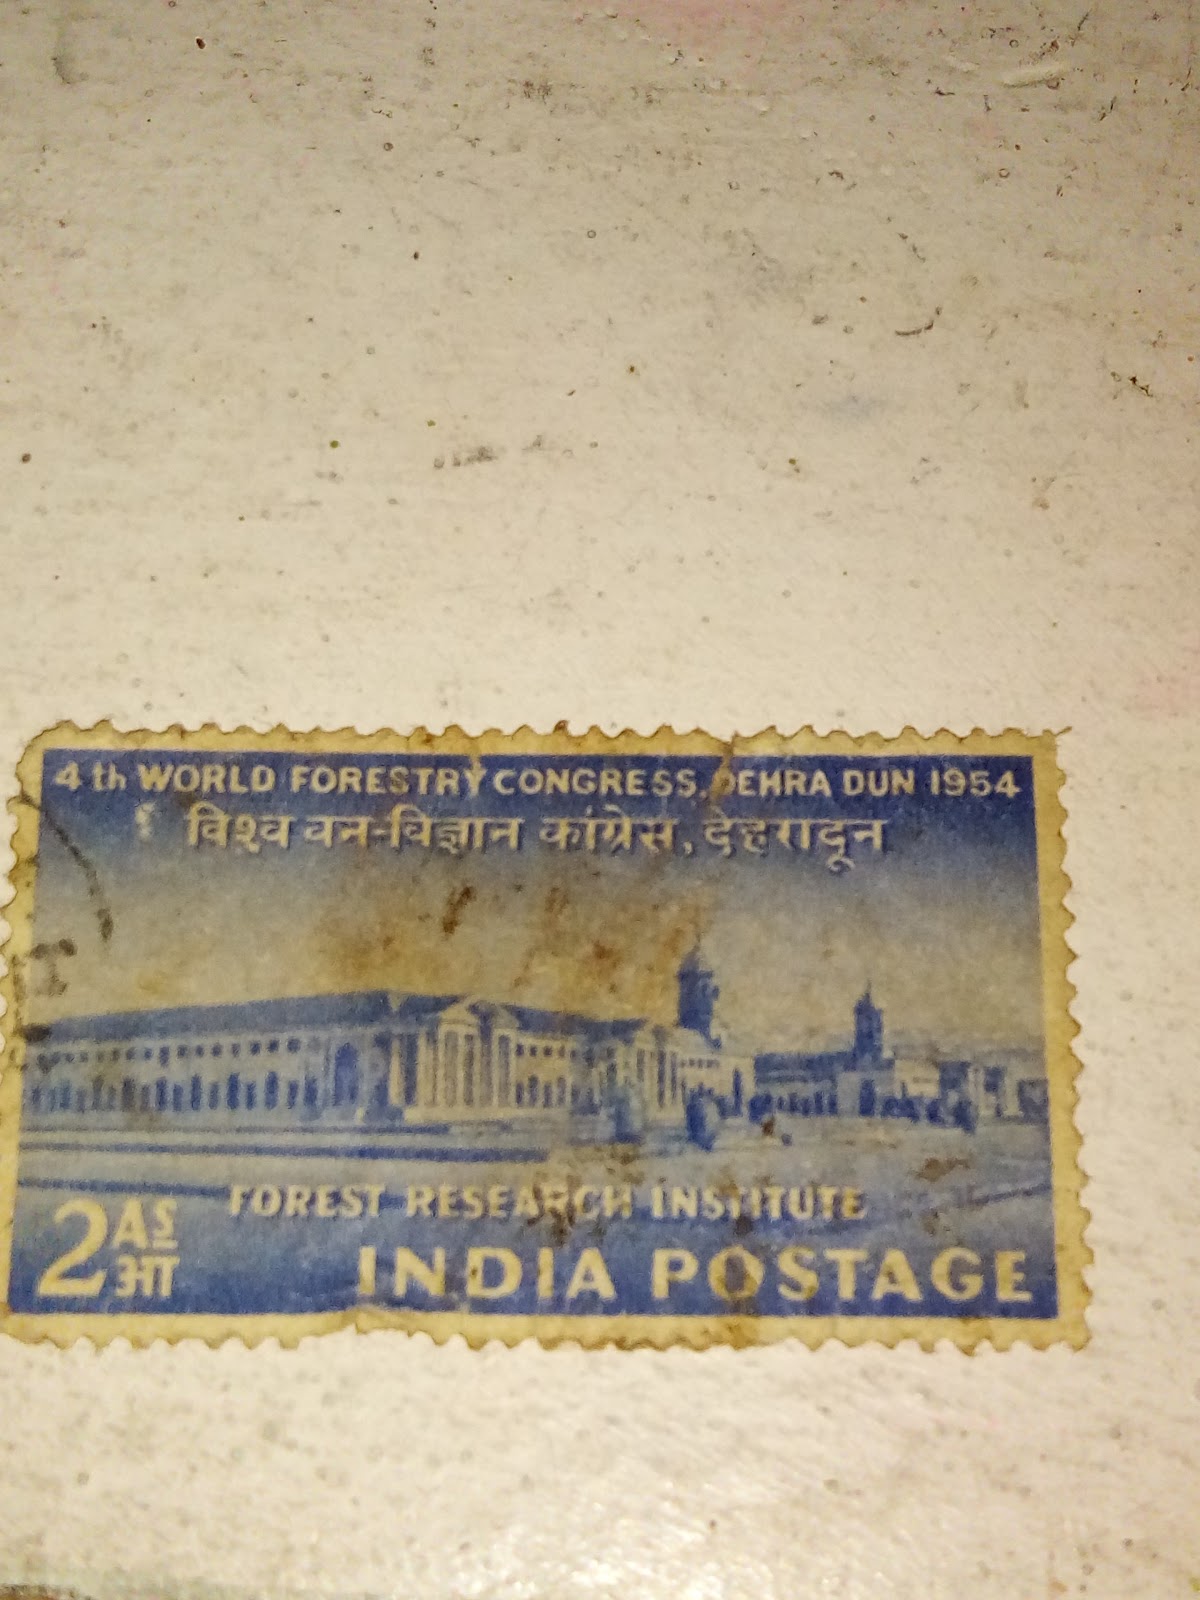 4 th WORLD FORESTRY CONGRESS, DEHRA DUN 1954
विश्व वन-विज्ञान कांग्रेस, देहरादून
FOREST RESEARCH INSTITUTE
2 AS आ
INDIA POSTAGE